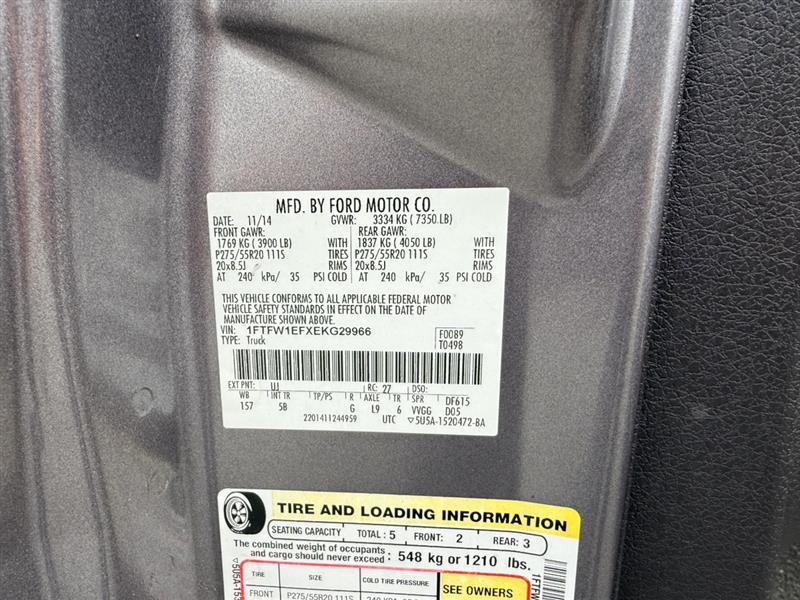 MFD. BY FORD MOTOR CO.
DATE: 11/14 GVWR: 3334 KG ( 7350 LB)
FRONT GAWR: REAR GAWR:
1769 KG ( 3900 LB) WITH 1837 KG ( 4050 LB) WITH
P275/55R20 111S TIRES P275/55R20 111S TIRES
20x8.5J RIMS 20x8.5J RIMS
AT 240 kPa/ 35 PSI COLD AT 240 kPa/ 35 PSI COLD
THIS VEHICLE CONFORMS TO ALL APPLICABLE FEDERAL MOTOR
VEHICLE SAFETY STANDARDS IN EFFECT ON THE DATE OF
MANUFACTURE SHOWN ABOVE.
VIN: 1FTFW1EFXEKG29966 F0089
TYPE: Truck T0498
EXT PNT: UJ RC: 27 DSO:
WB INT TR TP/PS R AXLE TR SPR DF615
157 5B G L9 6 VVGG D05
2201411244959 UTC ▽5U5A-1520472-BA
TIRE AND LOADING INFORMATION
SEATING CAPACITY TOTAL : 5 FRONT: 2 REAR: 3
The combined weight of occupants
and cargo should never exceed: 548 kg or 1210 lbs.
TIRE SIZE COLD TIRE PRESSURE SEE OWNERS
FRONT P275/55R20 111S